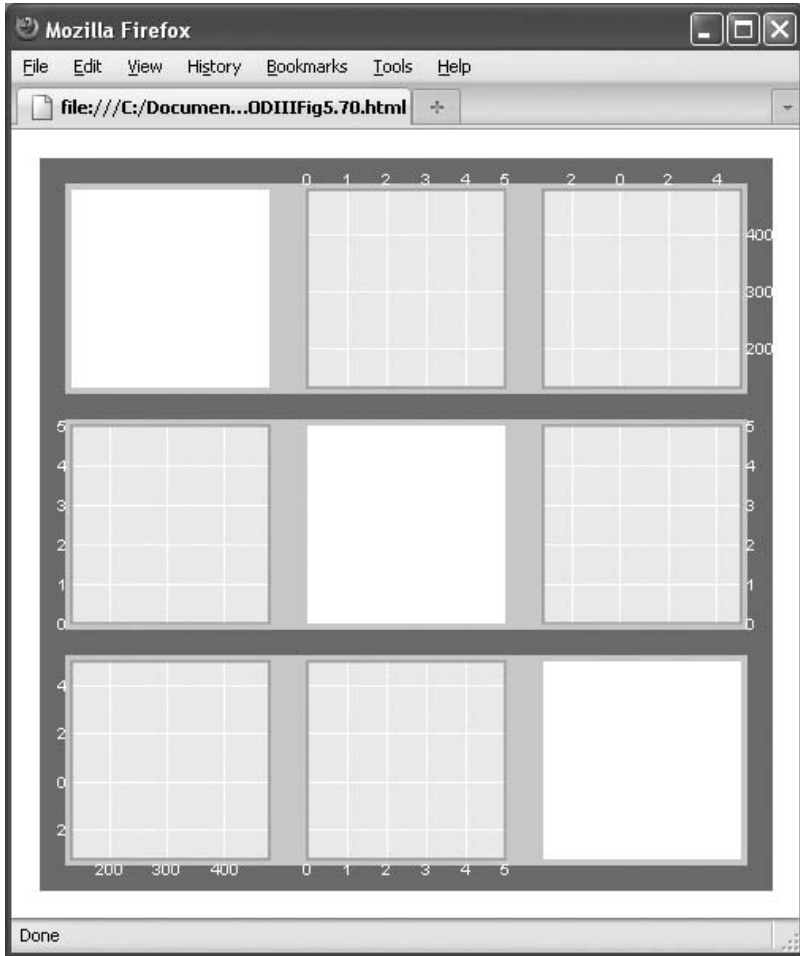 Mozilla Firefox
File Edit View History Bookmarks Tools Help
file:///C:/Documen...ODIIIFig5.70.html
0 1 2 3 4 5 2 0 2 4
400
300
200
5 5
4 4
3 3
2 2
1 1
0 0
4
2
0
2
200 300 400 0 1 2 3 4 5
Done